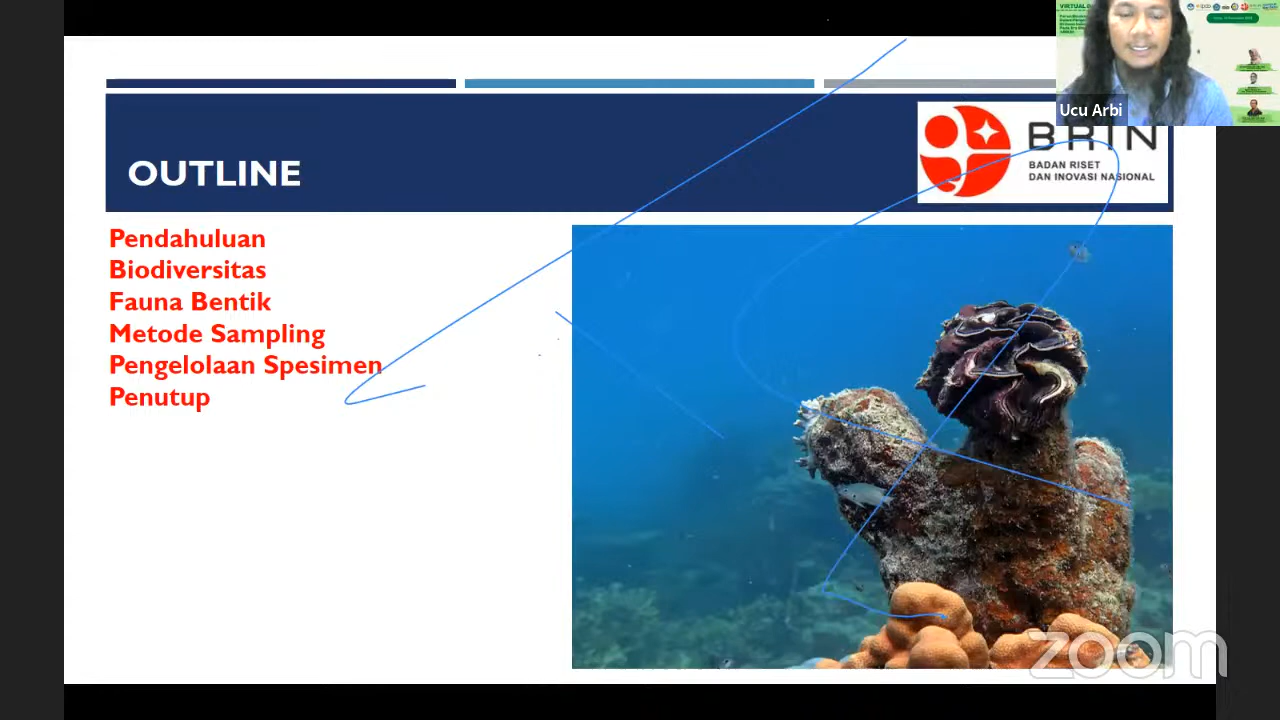 VIRTUAL
Ucu Arbi
BRIN
BADAN RISET
DAN INOVASI NASIONAL
OUTLINE
Pendahuluan
Biodiversitas
Fauna Bentik
Metode Sampling
Pengelolaan Spesimen
Penutup
zoom